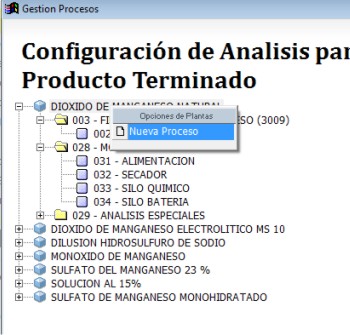 Gestion Procesos
Configuración de Analisis par
Producto Terminado
DIOXIDO DE MANGANESO NATURAL
Opciones de Plantas
003 - FI SO (3009)
Nueva Proceso
002
028 - M
031 - ALIMENTACION
032 - SECADOR
033 - SILO QUIMICO
034 - SILO BATERIA
029 - ANALISIS ESPECIALES
DIOXIDO DE MANGANESO ELECTROLITICO MS 10
DILUSION HIDROSULFURO DE SODIO
MONOXIDO DE MANGANESO
SULFATO DEL MANGANESO 23 %
SOLUCION AL 15%
SULFATO DE MANGANESO MONOHIDRATADO